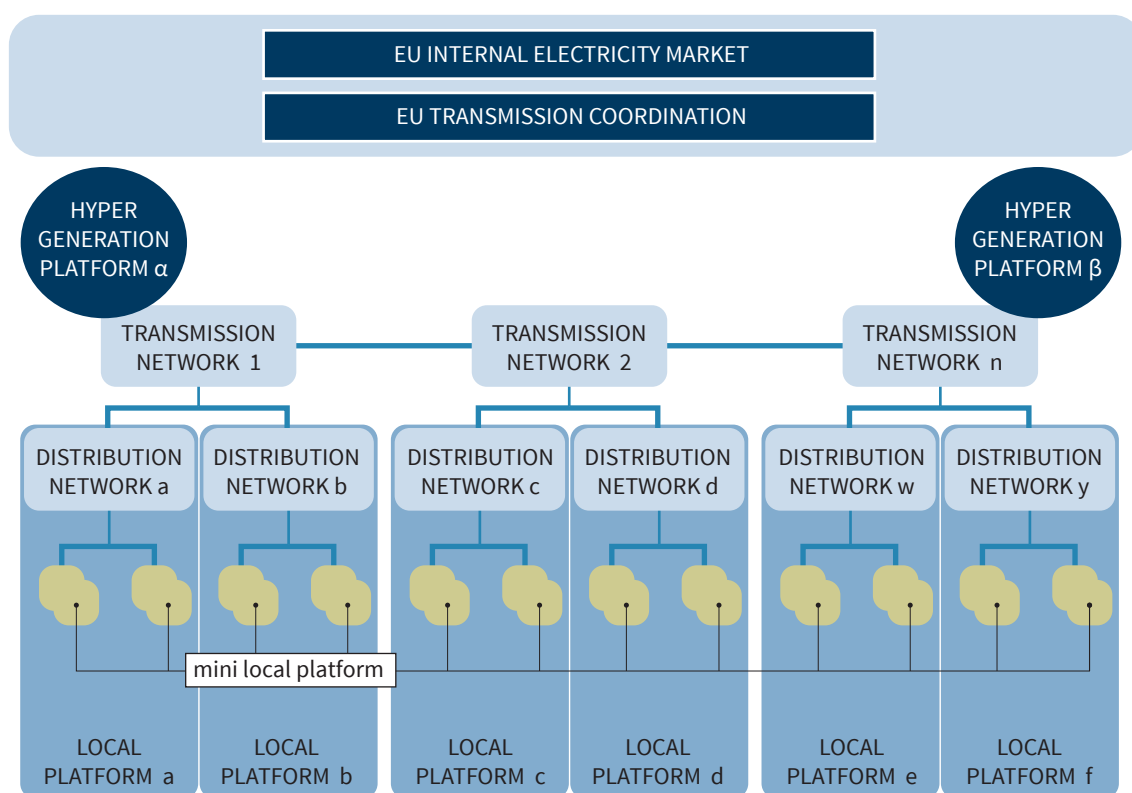 EU INTERNAL ELECTRICITY MARKET
EU TRANSMISSION COORDINATION
HYPER
GENERATION
PLATFORM α
HYPER
GENERATION
PLATFORM β
TRANSMISSION
NETWORK 1
TRANSMISSION
NETWORK 2
TRANSMISSION
NETWORK n
DISTRIBUTION
NETWORK a
DISTRIBUTION
NETWORK b
DISTRIBUTION
NETWORK c
DISTRIBUTION
NETWORK d
DISTRIBUTION
NETWORK w
DISTRIBUTION
NETWORK y
mini local platform
LOCAL
PLATFORM a
LOCAL
PLATFORM b
LOCAL
PLATFORM c
LOCAL
PLATFORM d
LOCAL
PLATFORM e
LOCAL
PLATFORM f